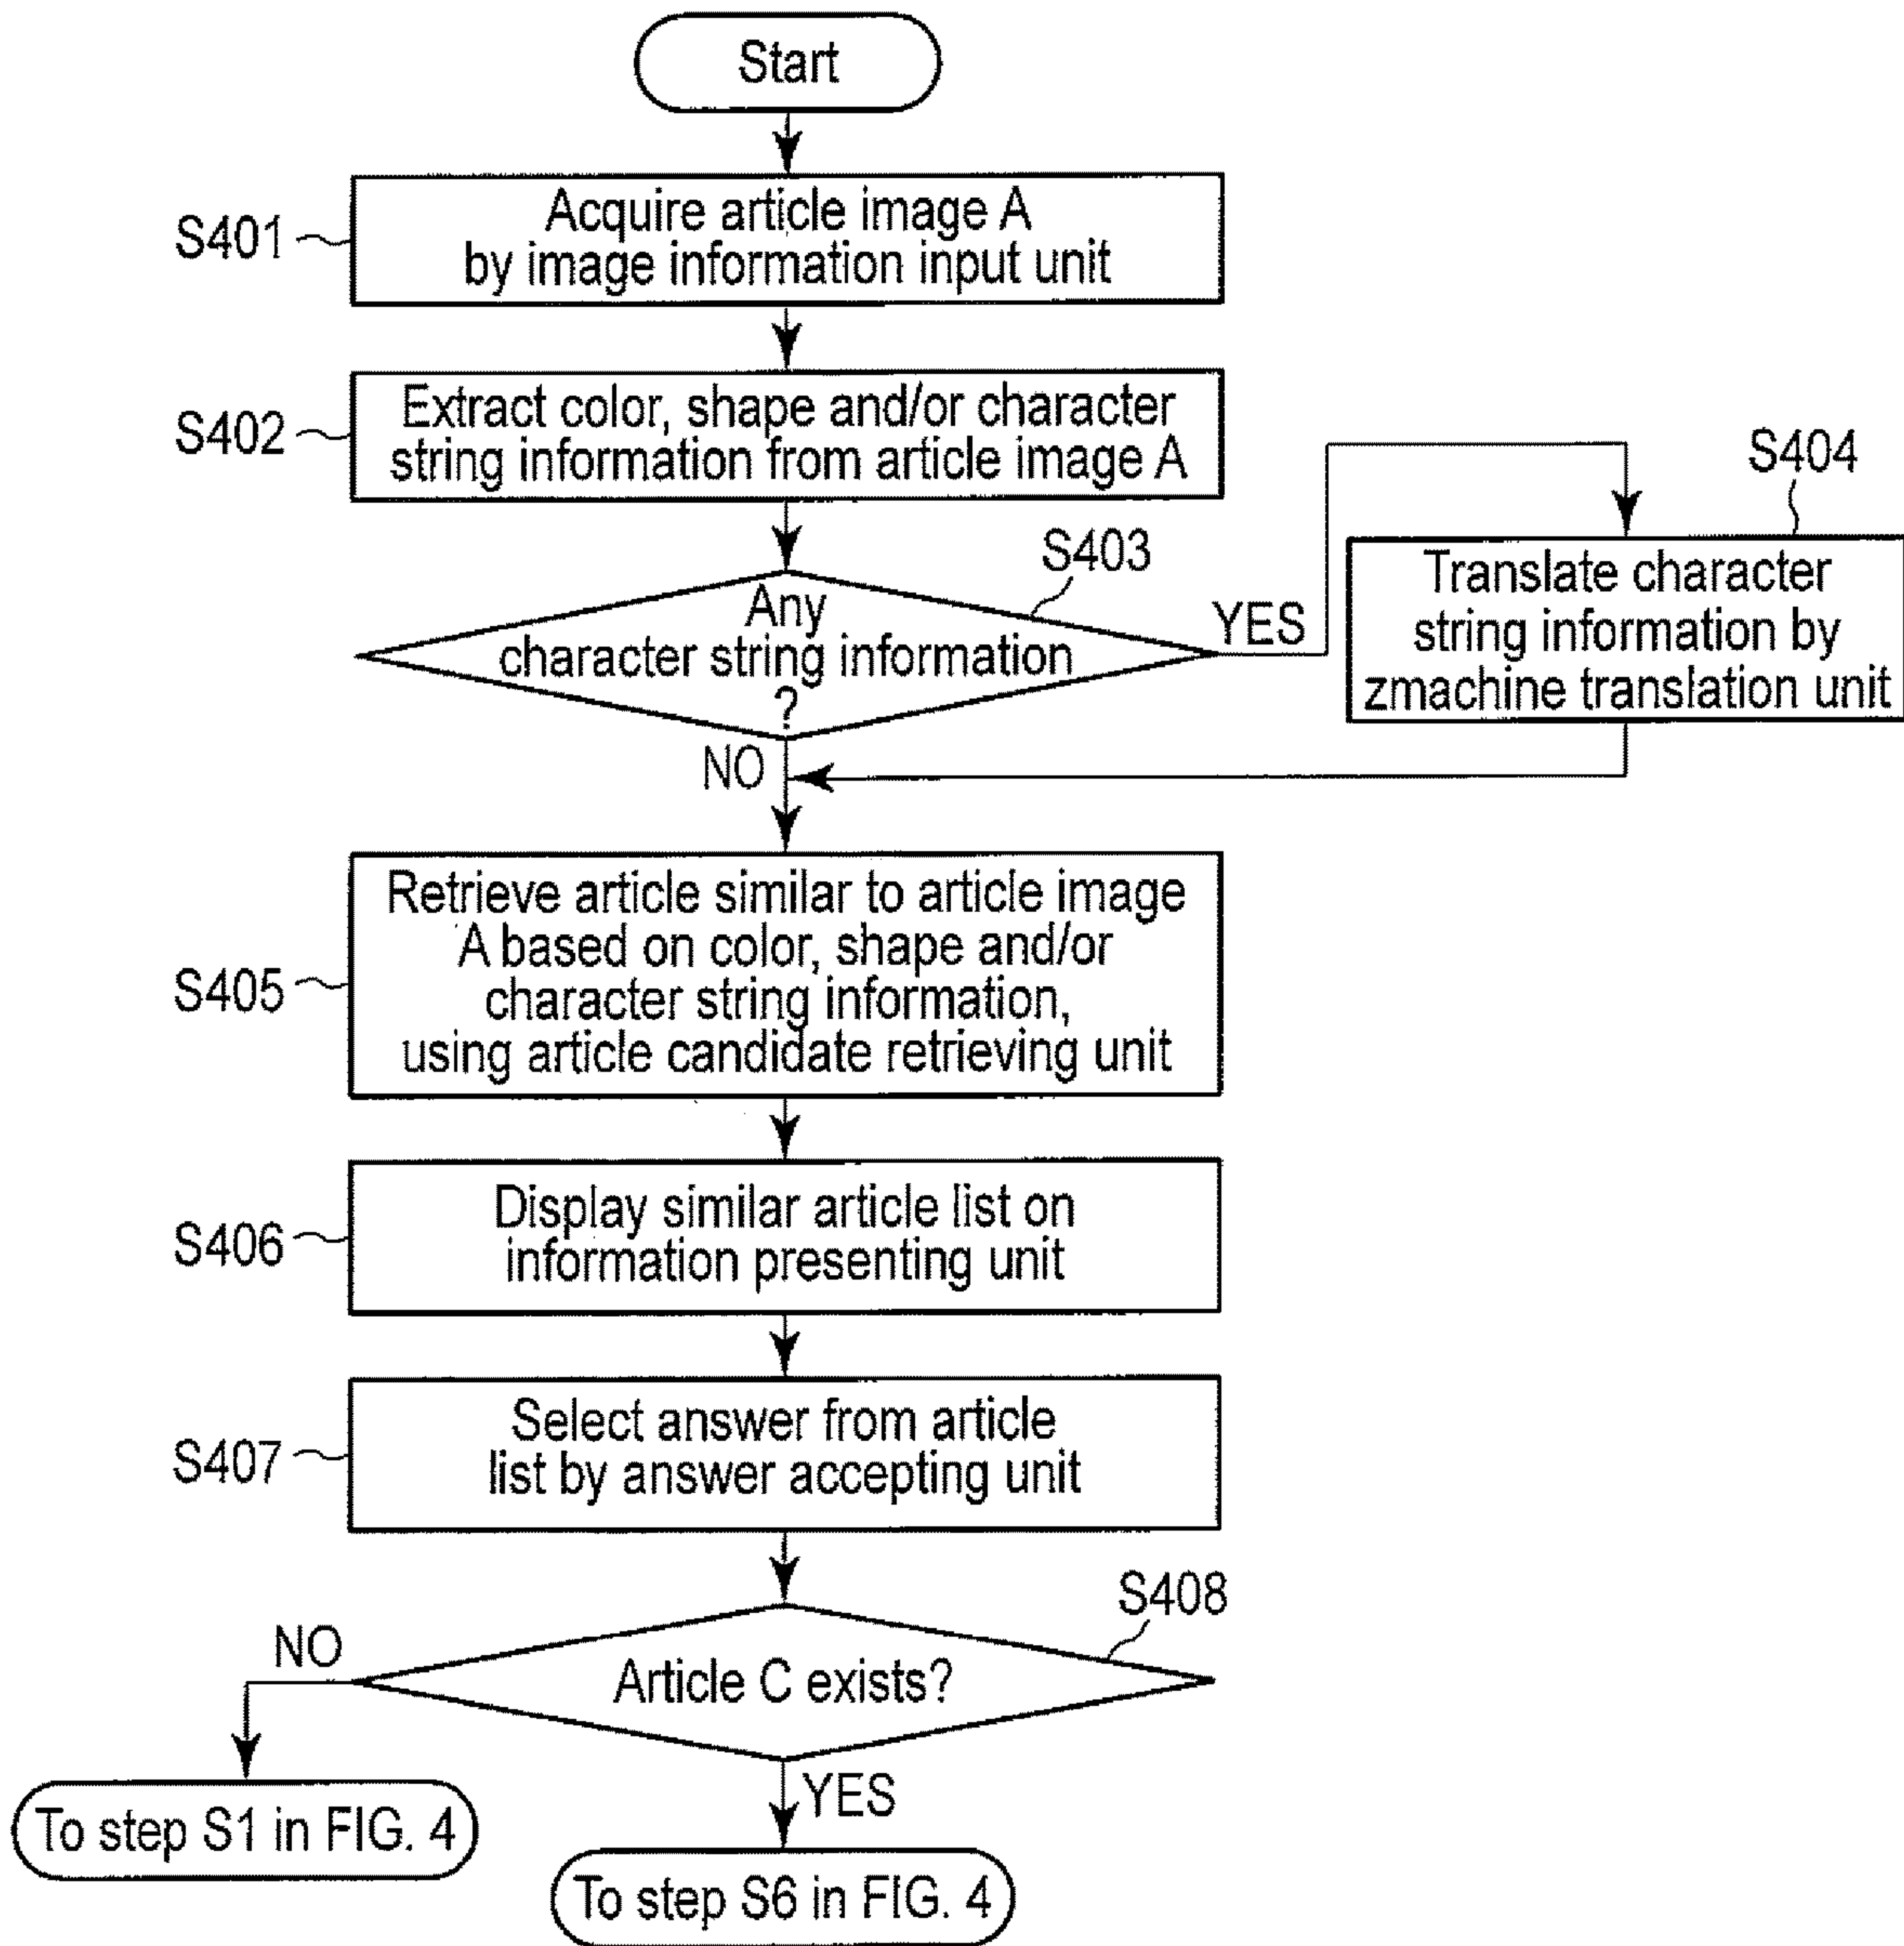 Start
S401
Acquire article image A
by image information input unit
S402
Extract color, shape and/or character
string information from article image A
S403
Any
character string information
?
YES
NO
S404
Translate character
string information by
zmachine translation unit
S405
Retrieve article similar to article image
A based on color, shape and/or
character string information,
using article candidate retrieving unit
S406
Display similar article list on
information presenting unit
S407
Select answer from article
list by answer accepting unit
S408
Article C exists?
NO
YES
To step S1 in FIG. 4
To step S6 in FIG. 4